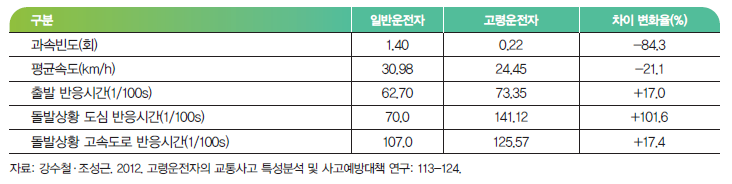 구분 일반운전자 고령운전자 차이 변화율(%)
과속빈도(회) 1.40 0.22 -84.3
평균속도(km/h) 30.98 24.45 -21.1
출발 반응시간(1/100s) 62.70 73.35 +17.0
돌발상황 도심 반응시간(1/100s) 70.0 141.12 +101.6
돌발상황 고속도로 반응시간(1/100s) 107.0 125.57 +17.4
자료: 강수철·조성근. 2012. 고령운전자의 교통사고 특성분석 및 사고예방대책 연구: 113-124.